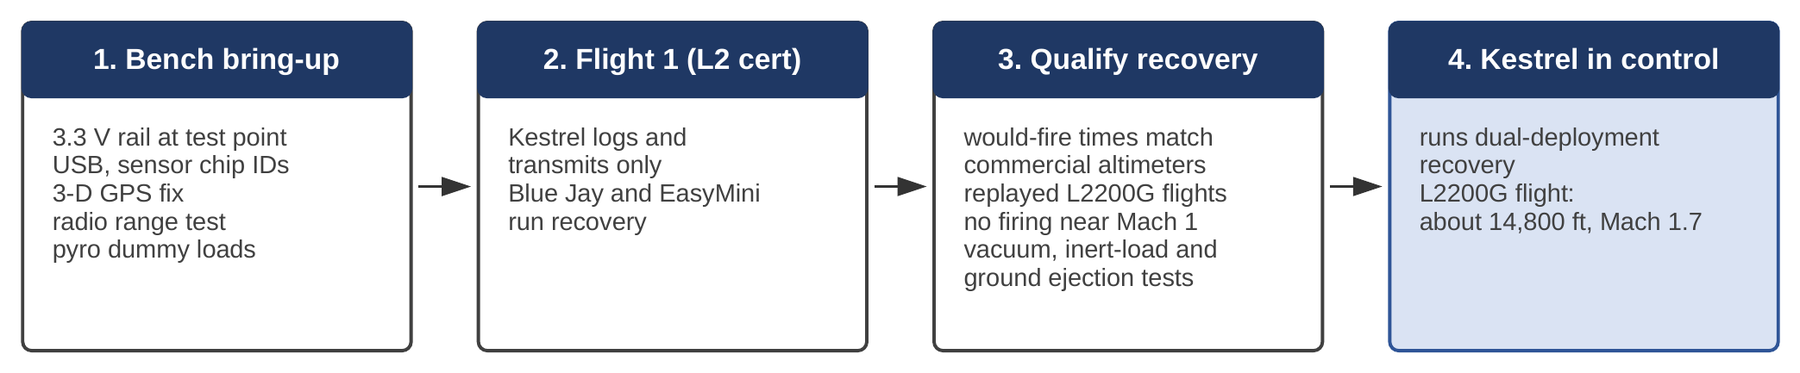 1. Bench bring-up
3.3 V rail at test point
USB, sensor chip IDs
3-D GPS fix
radio range test
pyro dummy loads
2. Flight 1 (L2 cert)
Kestrel logs and
transmits only
Blue Jay and EasyMini
run recovery
3. Qualify recovery
would-fire times match
commercial altimeters
replayed L2200G flights
no firing near Mach 1
vacuum, inert-load and
ground ejection tests
4. Kestrel in control
runs dual-deployment
recovery
L2200G flight:
about 14,800 ft, Mach 1.7